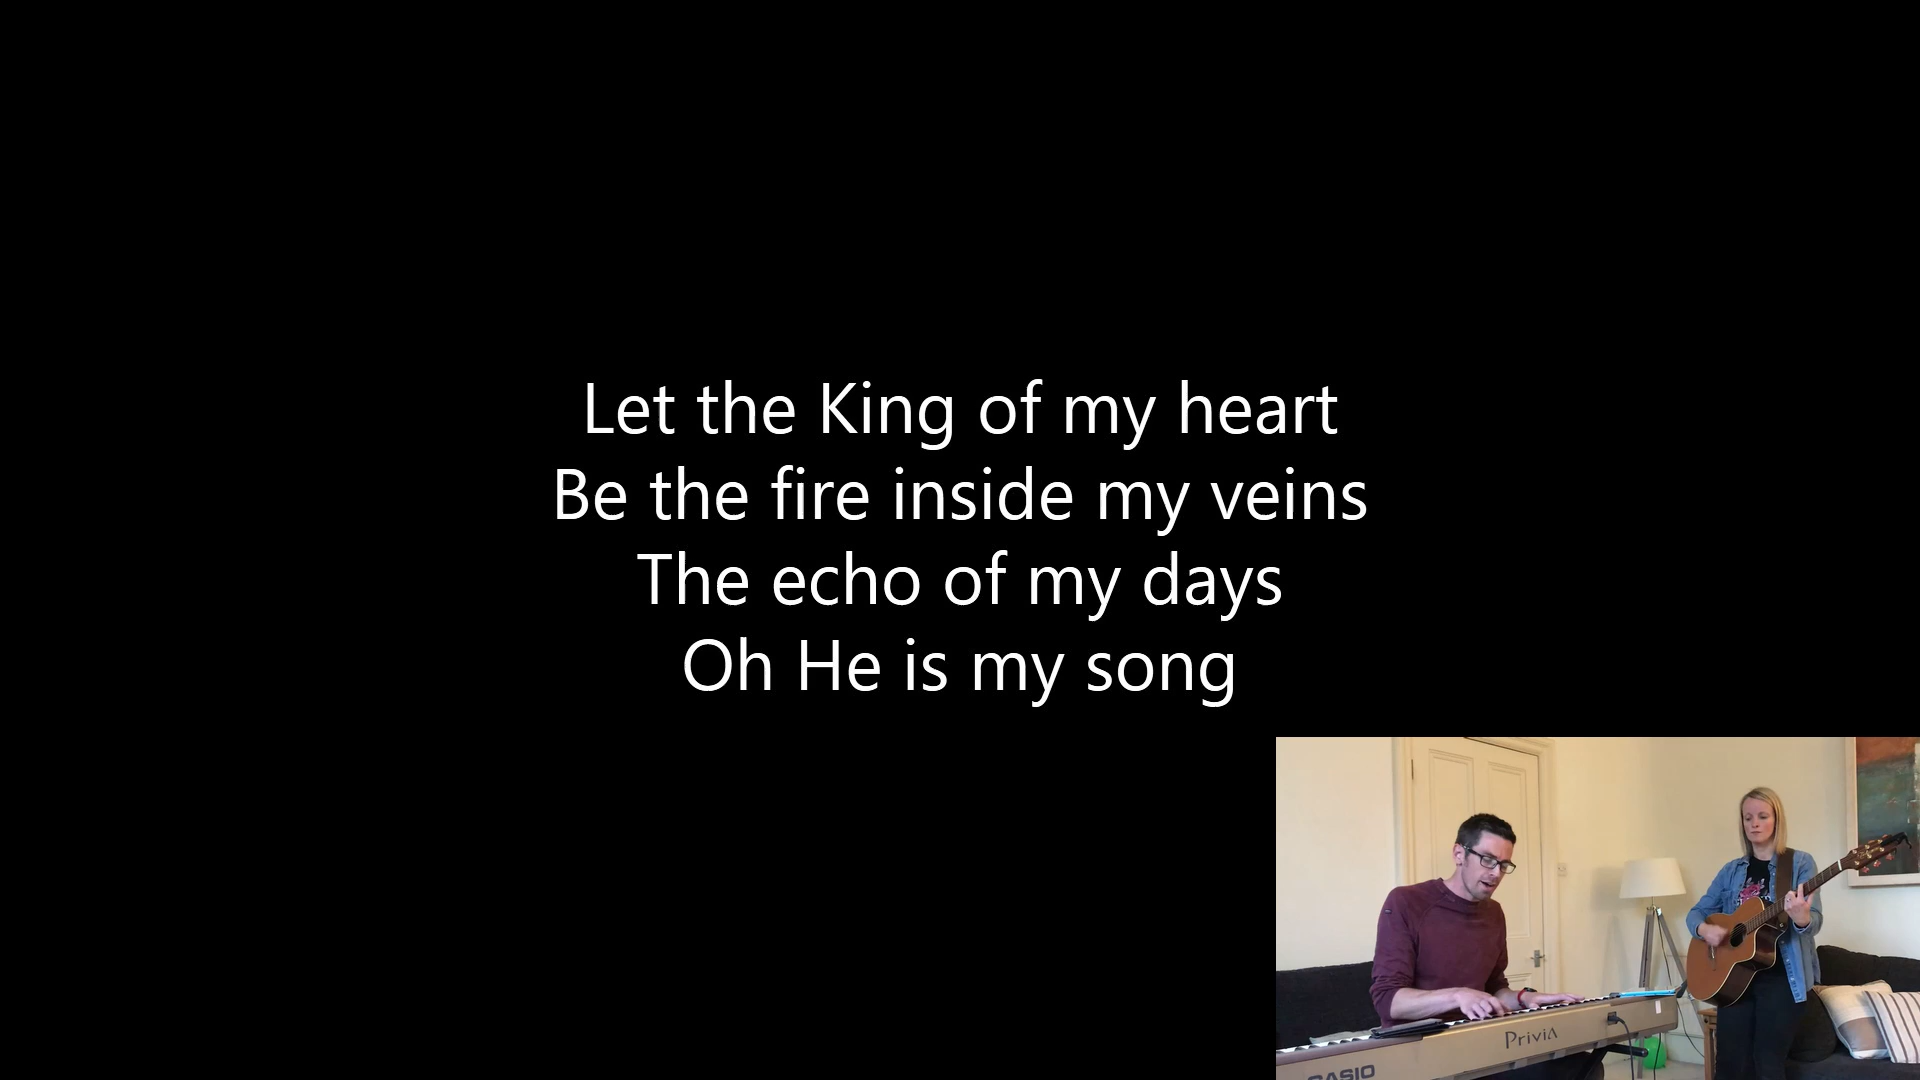 Let the King of my heart
Be the fire inside my veins
The echo of my days
Oh He is my song
PriviA
CASIO